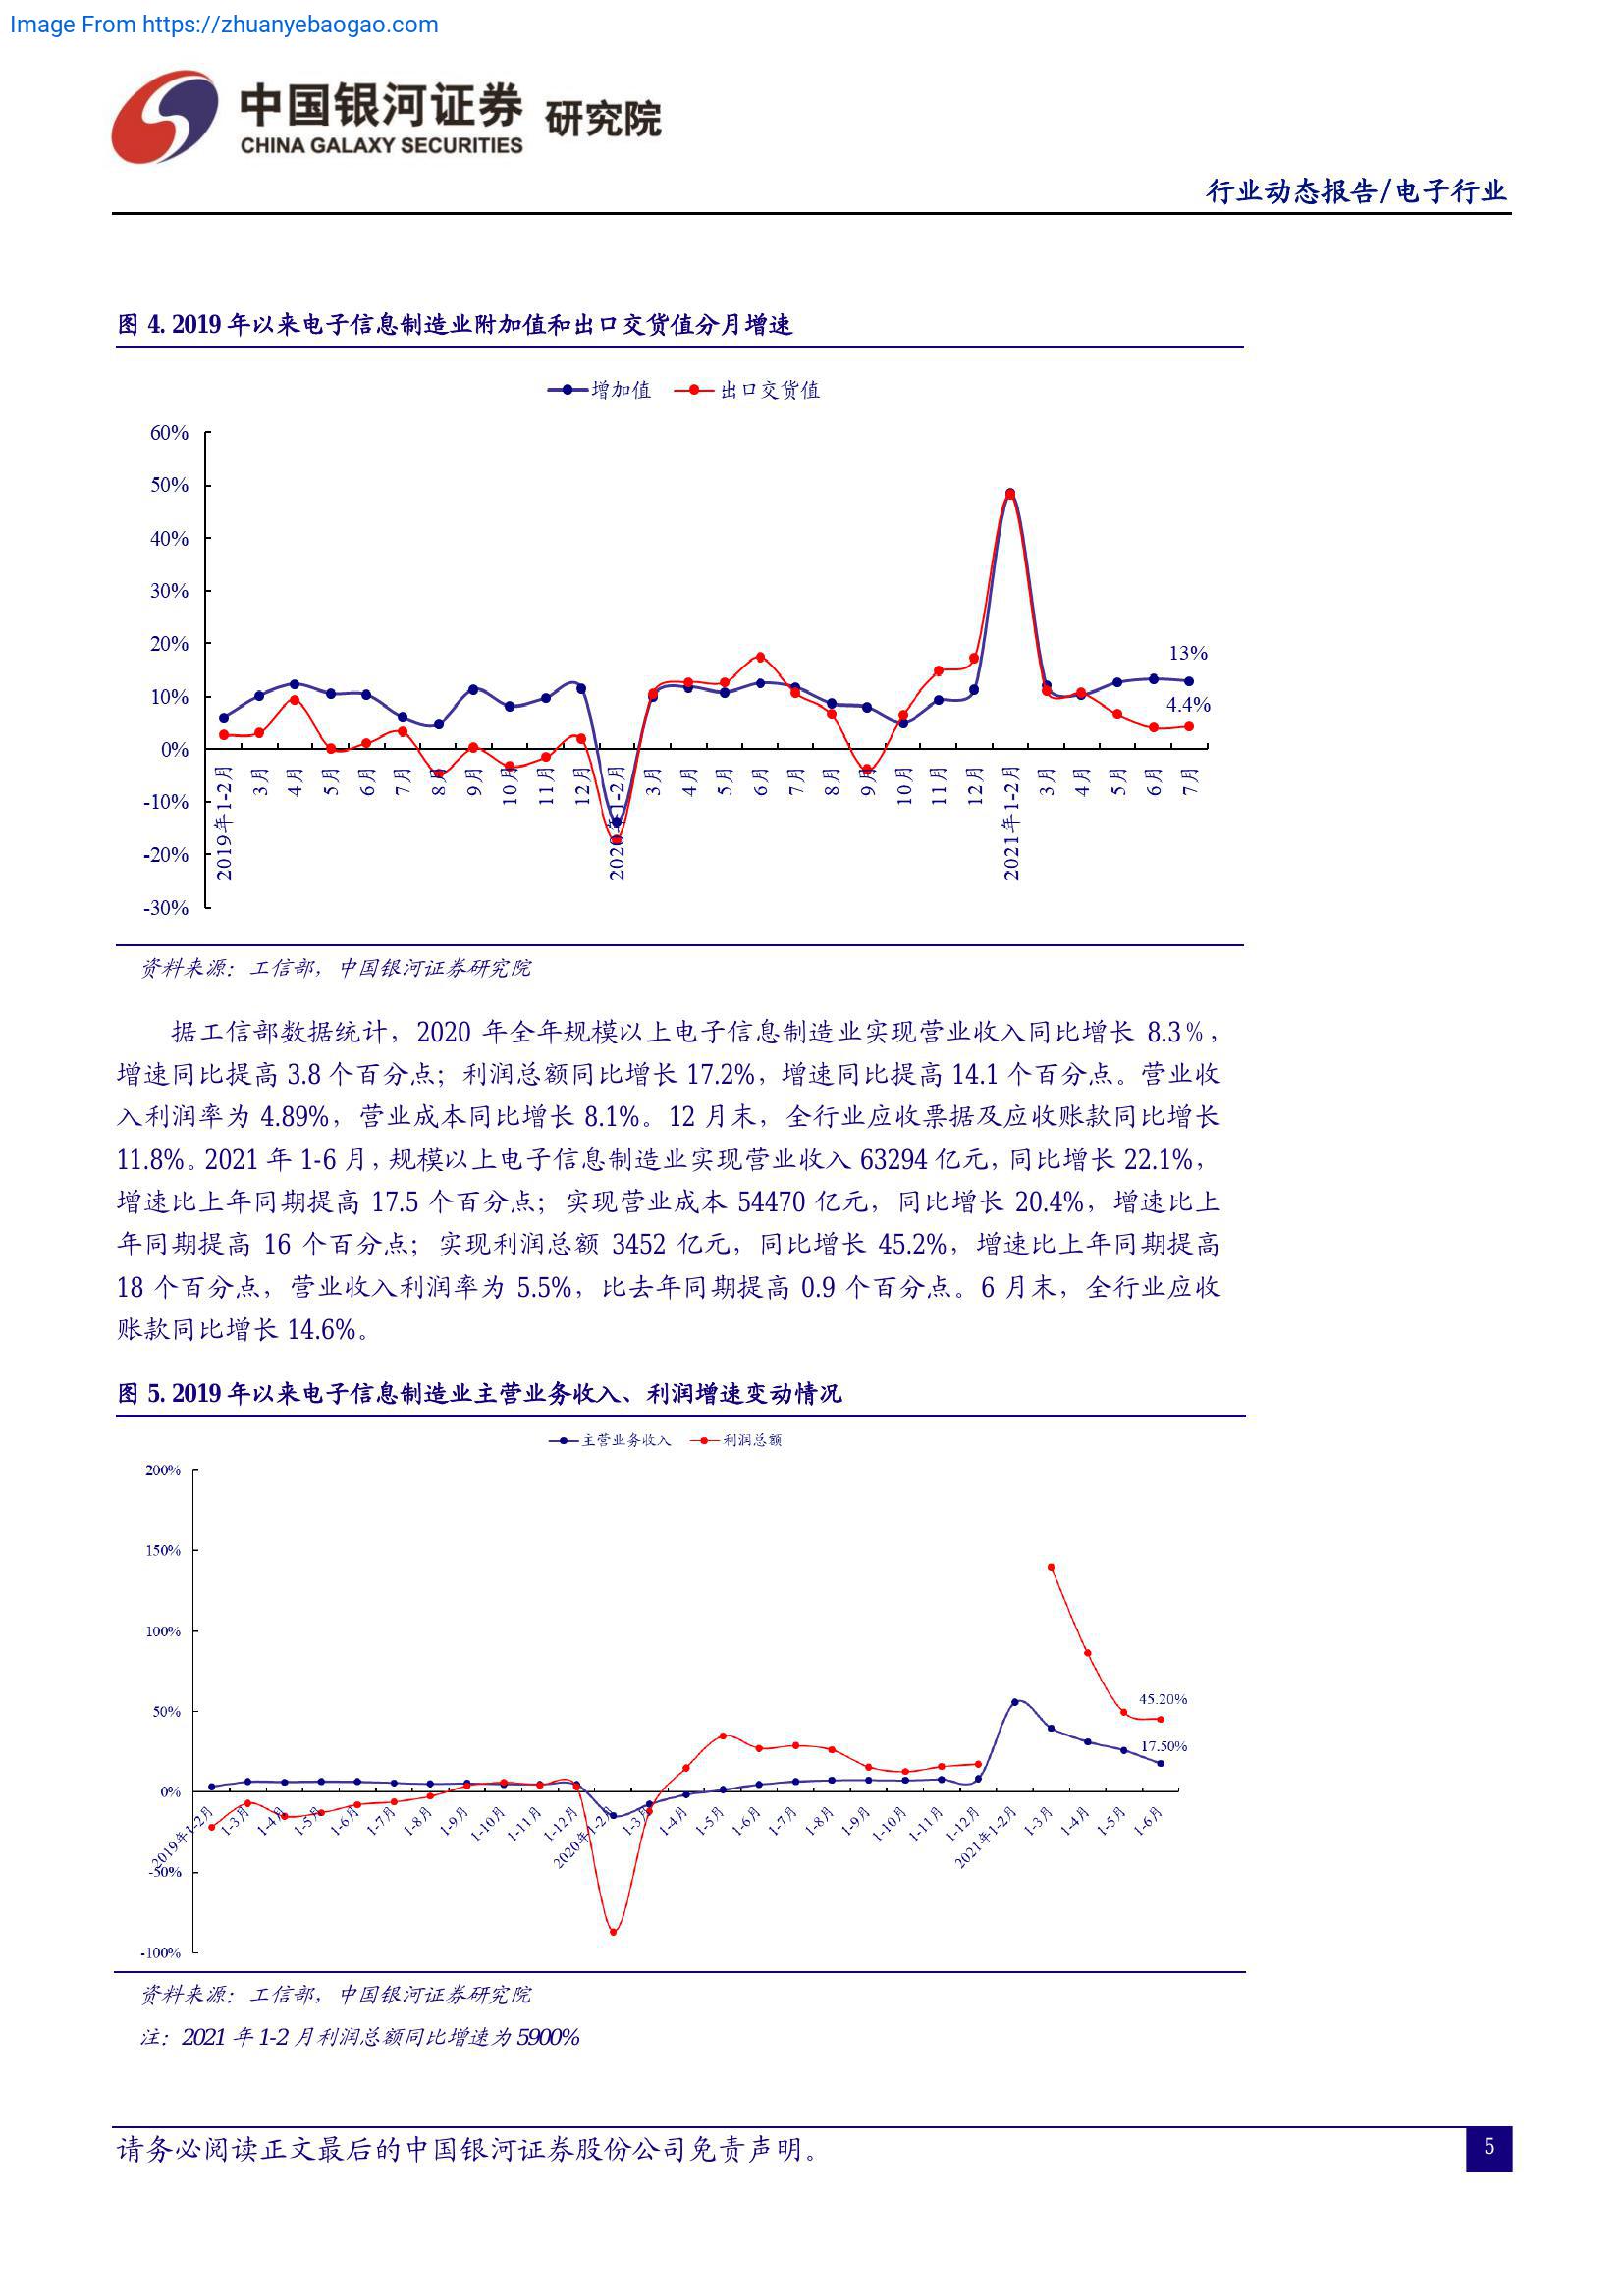 Image From https://zhuanyebaogao.com
中国银河证券 研究院
CHINA GALAXY SECURITIES
行业动态报告/电子行业
图 4. 2019 年以来电子信息制造业附加值和出口交货值分月增速
增加值 出口交货值
60%
50%
40%
30%
20%
10%
0%
-10%
-20%
-30%
13%
4.4%
2019年1-2月 3月 4月 5月 6月 7月 8月 9月 10月 11月 12月 2020年1-2月 3月 4月 5月 6月 7月 8月 9月 10月 11月 12月 2021年1-2月 3月 4月 5月 6月 7月
资料来源：工信部，中国银河证券研究院
据工信部数据统计，2020 年全年规模以上电子信息制造业实现营业收入同比增长 8.3%，
增速同比提高 3.8 个百分点；利润总额同比增长 17.2%，增速同比提高 14.1 个百分点。营业收
入利润率为 4.89%，营业成本同比增长 8.1%。12 月末，全行业应收票据及应收账款同比增长
11.8%。2021 年 1-6 月，规模以上电子信息制造业实现营业收入 63294 亿元，同比增长 22.1%，
增速比上年同期提高 17.5 个百分点；实现营业成本 54470 亿元，同比增长 20.4%，增速比上
年同期提高 16 个百分点；实现利润总额 3452 亿元，同比增长 45.2%，增速比上年同期提高
18 个百分点，营业收入利润率为 5.5%，比去年同期提高 0.9 个百分点。6 月末，全行业应收
账款同比增长 14.6%。
图 5. 2019 年以来电子信息制造业主营业务收入、利润增速变动情况
主营业务收入 利润总额
200%
150%
100%
50%
0%
-50%
-100%
45.20%
17.50%
2019年1-2月 1-3月 1-4月 1-5月 1-6月 1-7月 1-8月 1-9月 1-10月 1-11月 1-12月 2020年1-2月 1-3月 1-4月 1-5月 1-6月 1-7月 1-8月 1-9月 1-10月 1-11月 1-12月 2021年1-2月 1-3月 1-4月 1-5月 1-6月
资料来源：工信部，中国银河证券研究院
注：2021 年 1-2 月利润总额同比增速为 5900%
请务必阅读正文最后的中国银河证券股份公司免责声明。
5